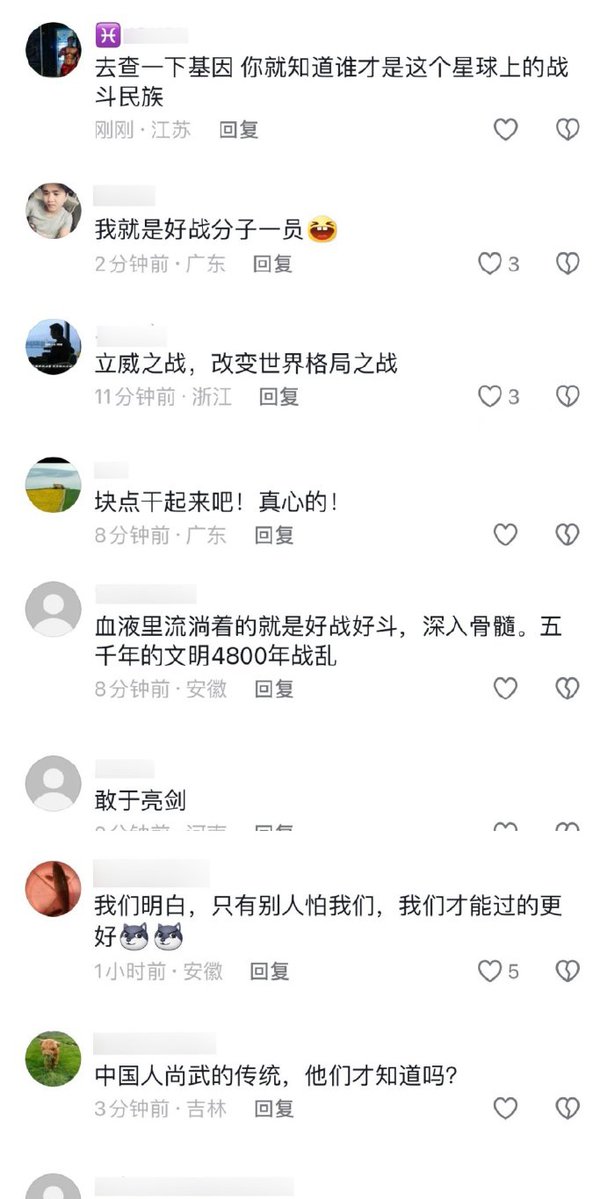 去查一下基因 你就知道谁才是这个星球上的战
斗民族
刚刚 · 江苏 回复
我就是好战分子一员
2分钟前 · 广东 回复 3
立威之战，改变世界格局之战
11分钟前 · 浙江 回复 3
块点干起来吧！真心的！
8分钟前 · 广东 回复
血液里流淌着的就是好战好斗，深入骨髓。五
千年的文明4800年战乱
8分钟前 · 安徽 回复
敢于亮剑
我们明白，只有别人怕我们，我们才能过的更
好
1小时前 · 安徽 回复 5
中国人尚武的传统，他们才知道吗？
3分钟前 · 吉林 回复